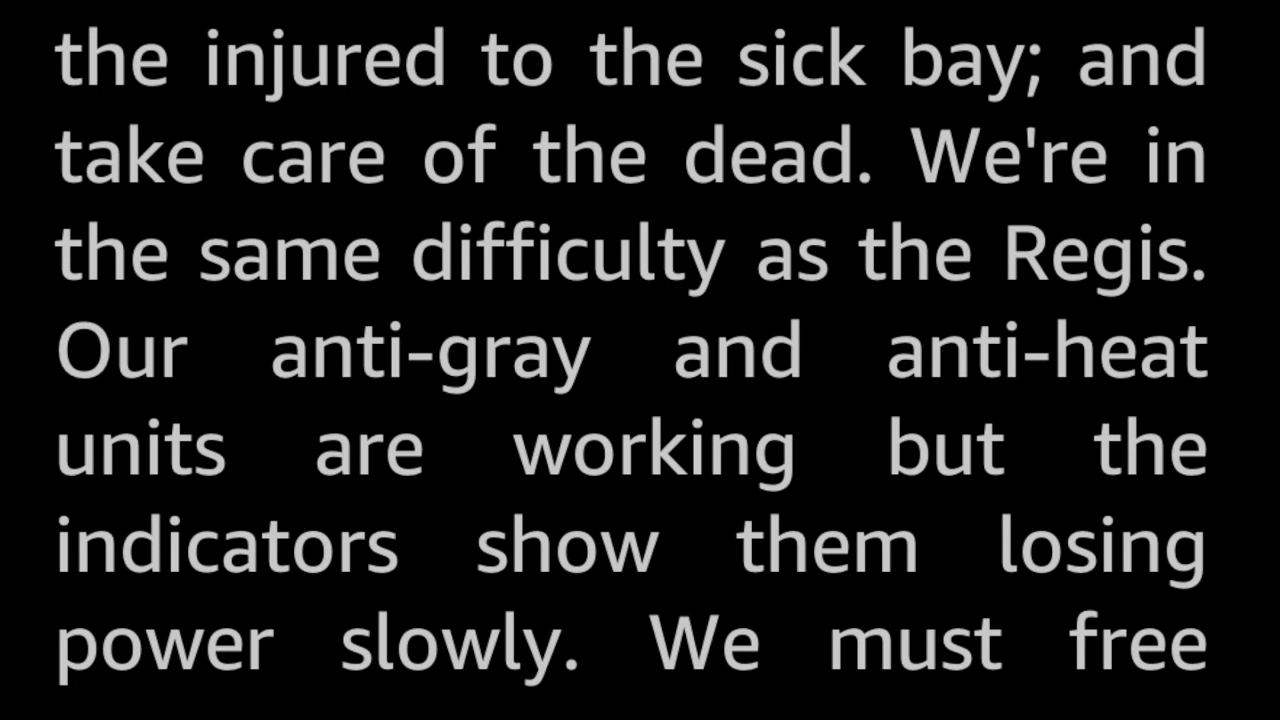 the injured to the sick bay; and
take care of the dead. We're in
the same difficulty as the Regis.
Our anti-gray and anti-heat
units are working but the
indicators show them losing
power slowly. We must free